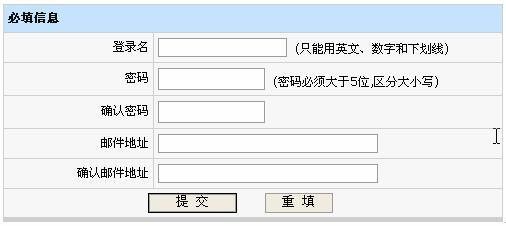 必填信息
登录名 (只能用英文、数字和下划线)
密码 (密码必须大于5位,区分大小写)
确认密码
邮件地址
确认邮件地址
提 交 重 填